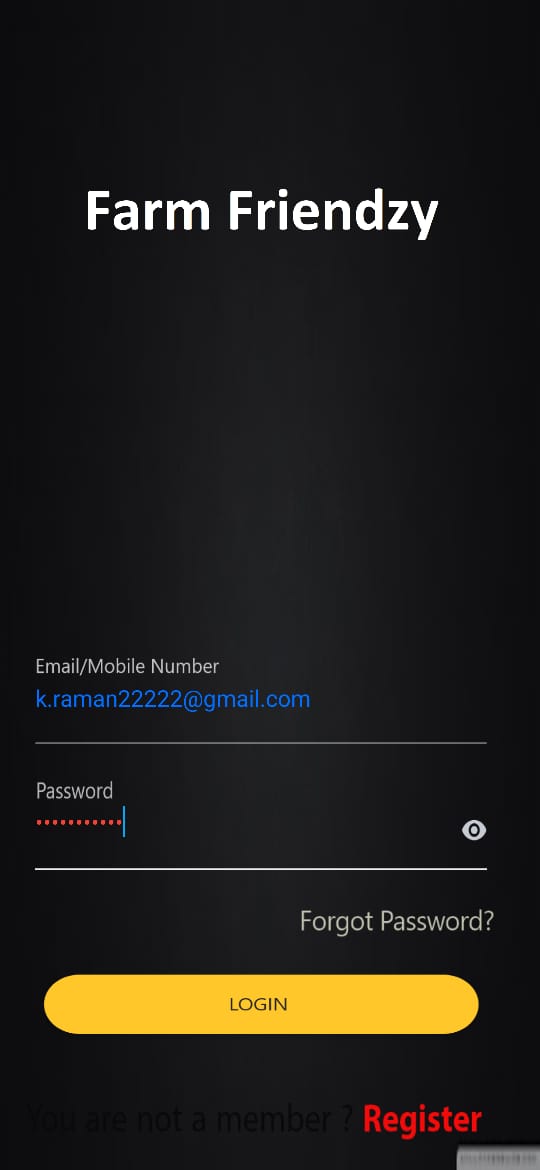 Farm Friendzy
Email/Mobile Number
k.raman22222@gmail.com
Password
•••••••••••
Forgot Password?
LOGIN
You are not a member ? Register